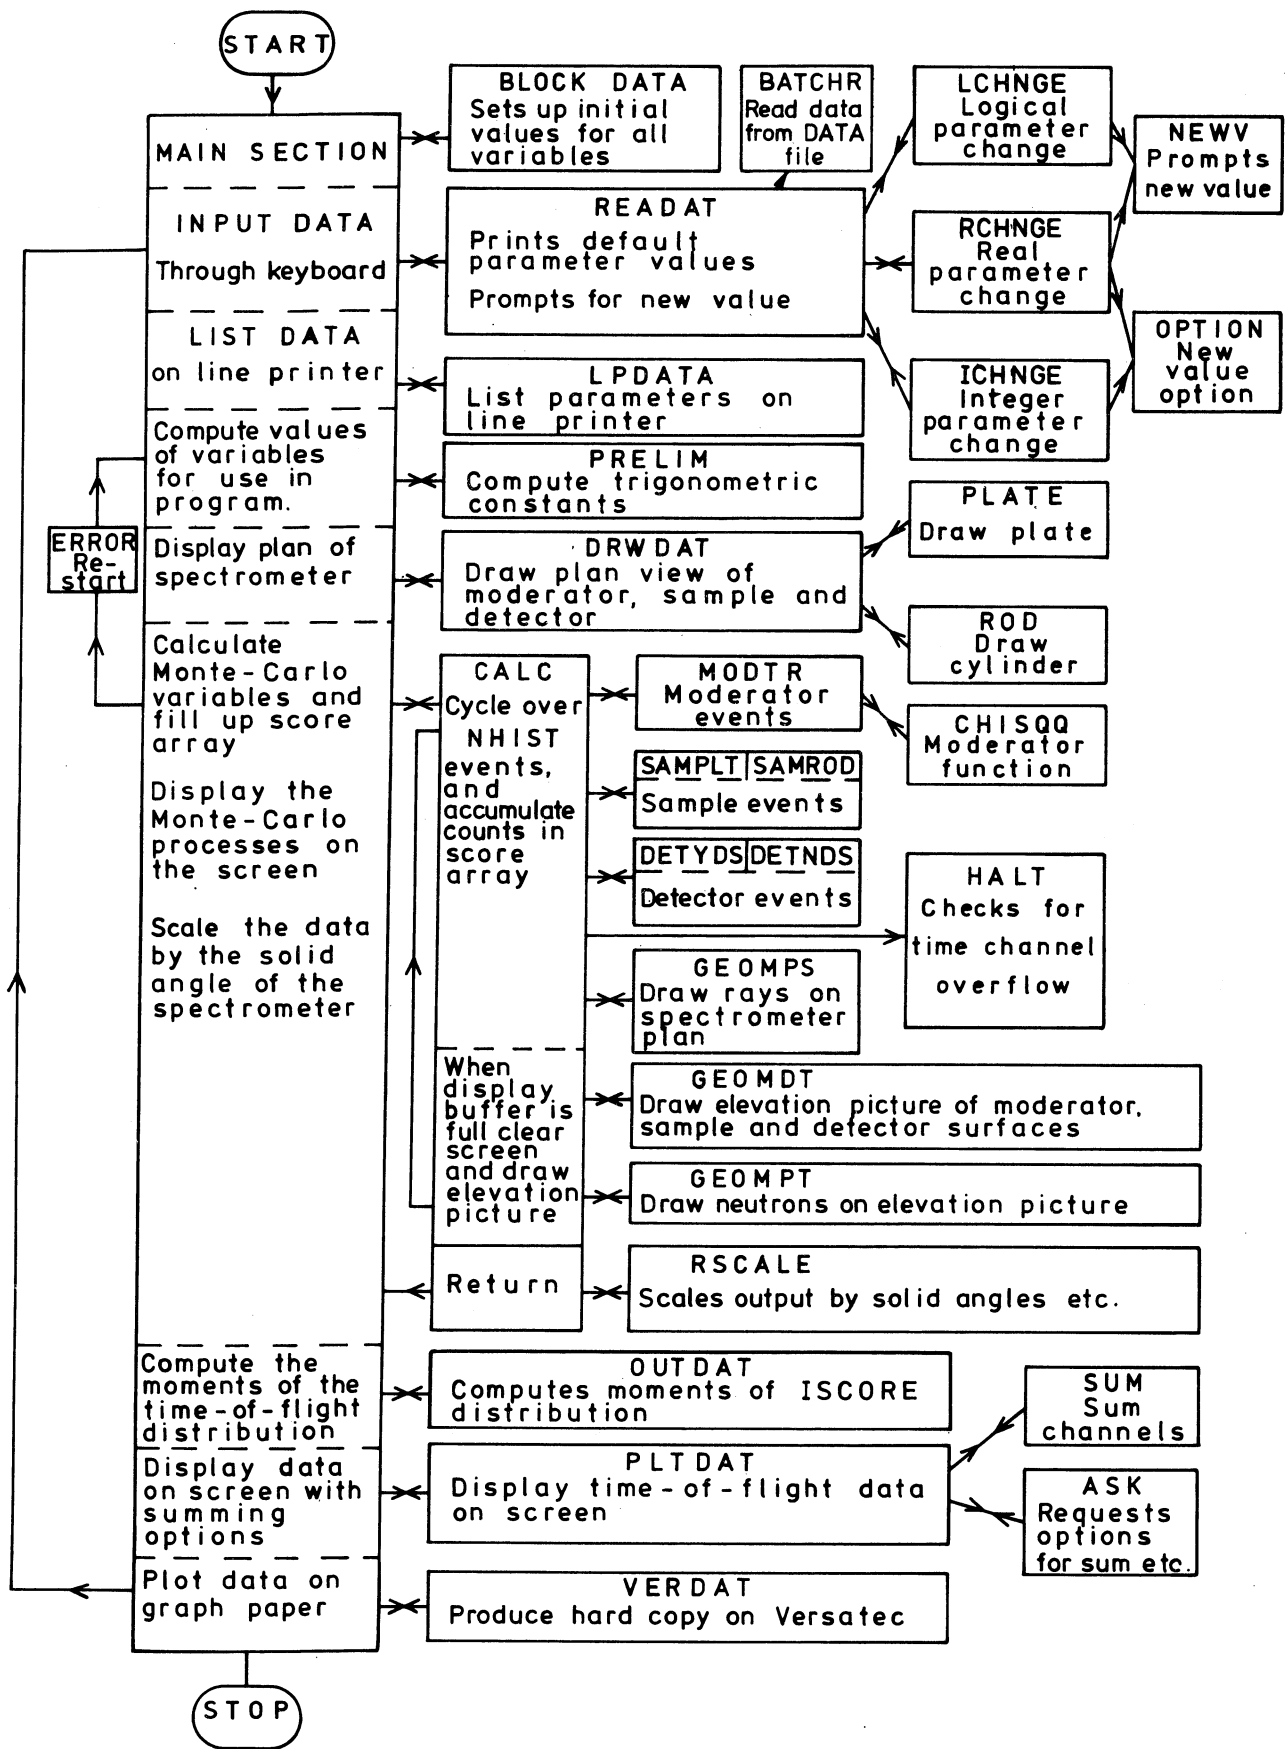 START
MAIN SECTION
INPUT DATA
Through keyboard
LIST DATA
on line printer
Compute values
of variables
for use in
program.
Display plan of
spectrometer
Calculate
Monte-Carlo
variables and
fill up score
array
Display the
Monte-Carlo
processes on
the screen
Scale the data
by the solid
angle of the
spectrometer
Compute the
moments of the
time-of-flight
distribution
Display data
on screen with
summing
options
Plot data on
graph paper
STOP
ERROR
Re-
start
BLOCK DATA
Sets up initial
values for all
variables
BATCHR
Read data
from DATA
file
READAT
Prints default
parameter values
Prompts for new value
LCHNGE
Logical
parameter
change
RCHNGE
Real
parameter
change
ICHNGE
Integer
parameter
change
NEWV
Prompts
new value
OPTION
New
value
option
LPDATA
List parameters on
line printer
PRELIM
Compute trigonometric
constants
DRWDAT
Draw plan view of
moderator, sample and
detector
PLATE
Draw plate
ROD
Draw
cylinder
CALC
Cycle over
NHIST
events,
and
accumulate
counts in
score
array
When
display
buffer is
full clear
screen
and draw
elevation
picture
Return
MODTR
Moderator
events
CHISQQ
Moderator
function
SAMPLT SAMROD
Sample events
DETYDS DETNDS
Detector events
HALT
Checks for
time channel
overflow
GEOMPS
Draw rays on
spectrometer
plan
GEOMDT
Draw elevation picture of moderator,
sample and detector surfaces
GEOMPT
Draw neutrons on elevation picture
RSCALE
Scales output by solid angles etc.
OUTDAT
Computes moments of ISCORE
distribution
PLTDAT
Display time-of-flight data
on screen
SUM
Sum
channels
ASK
Requests
options
for sum etc.
VERDAT
Produce hard copy on Versatec